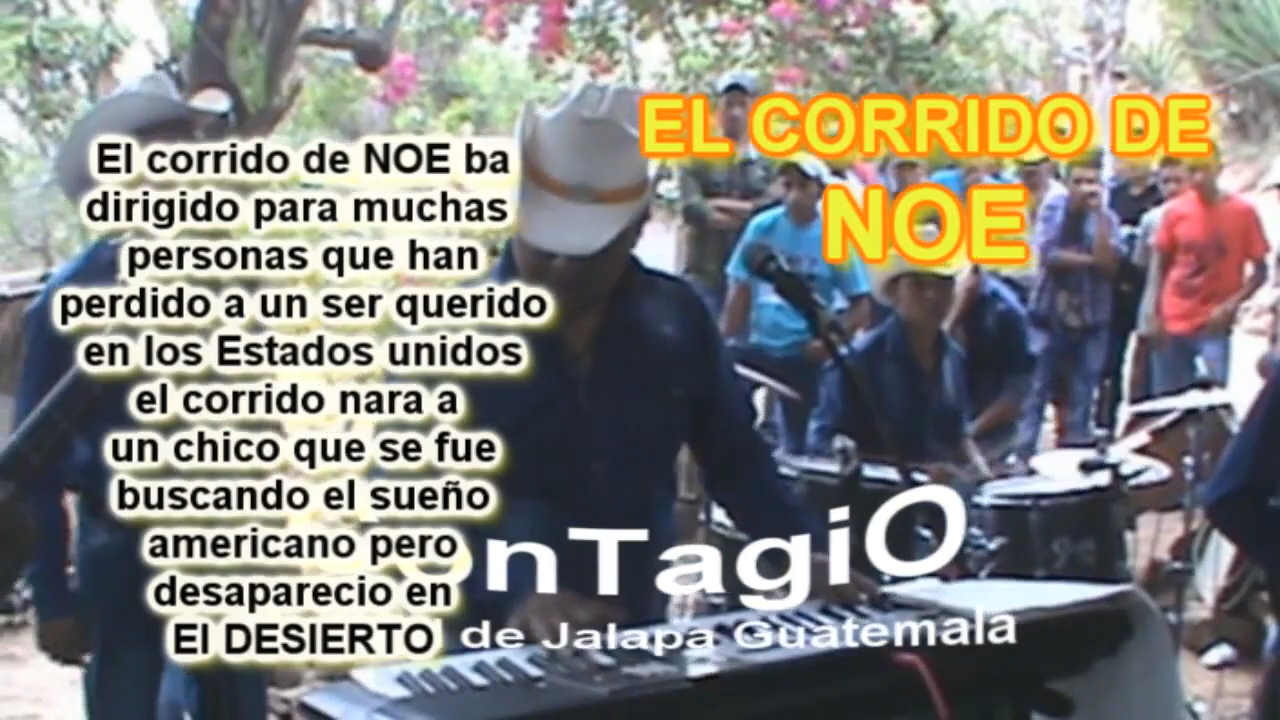 EL CORRIDO DE
NOE
El corrido de NOE ba
dirigido para muchas
personas que han
perdido a un ser querido
en los Estados unidos
el corrido nara a
un chico que se fue
buscando el sueño
americano pero
desaparecio en
El DESIERTO
nTagiO
de Jalapa Guatemala